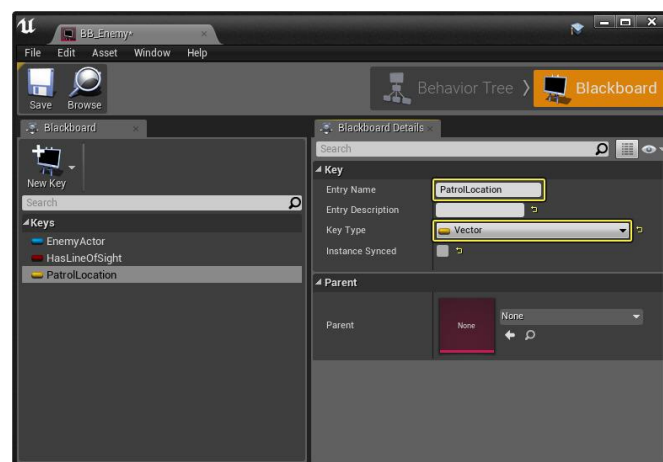 BB_Enemy*
File Edit Asset Window Help
Save Browse
Behavior Tree
Blackboard
Blackboard
New Key
Search
Keys
EnemyActor
HasLineOfSight
PatrolLocation
Blackboard Details
Search
Key
Entry Name PatrolLocation
Entry Description
Key Type Vector
Instance Synced
Parent
Parent None None